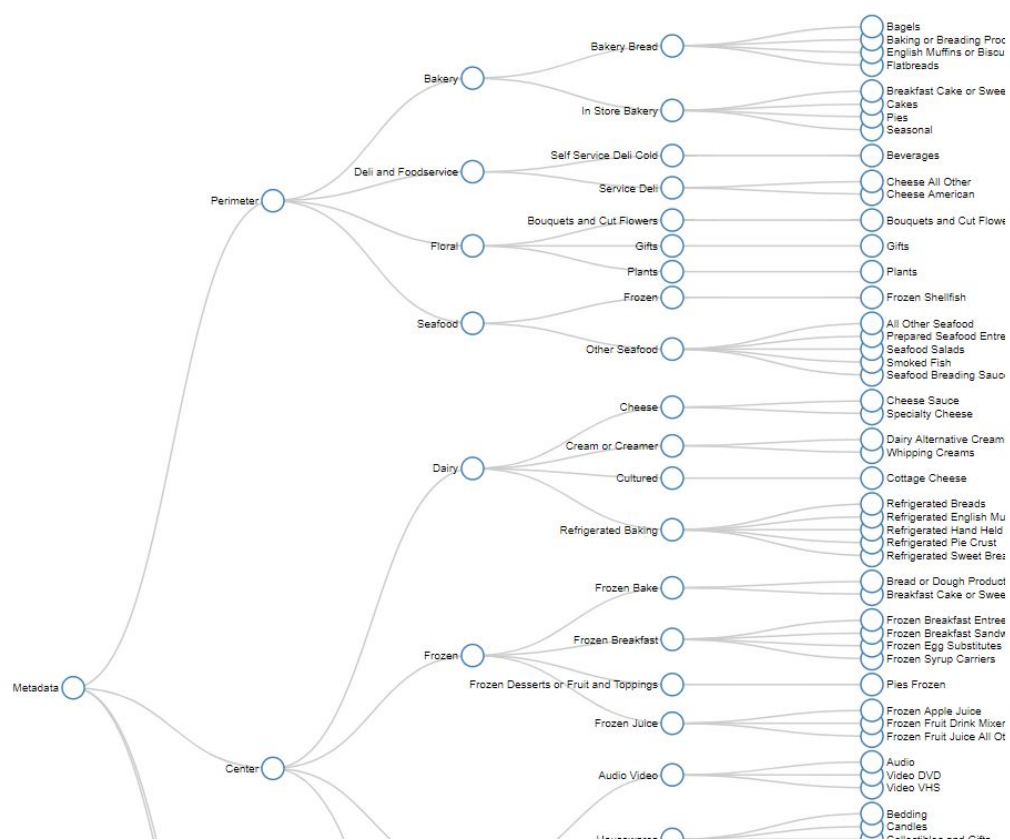 Bagels
Bakery Bread
Baking or Breading Proc
English Muffins or Biscu
Flatbreads
Bakery
Breakfast Cake or Swee
In Store Bakery
Cakes
Pies
Seasonal
Self Service Deli Cold
Beverages
Deli and Foodservice
Service Deli
Cheese All Other
Cheese American
Perimeter
Bouquets and Cut Flowers
Bouquets and Cut Flowe
Floral
Gifts
Gifts
Plants
Plants
Frozen
Frozen Shellfish
Seafood
All Other Seafood
Prepared Seafood Entre
Other Seafood
Seafood Salads
Smoked Fish
Seafood Breading Sauc
Cheese
Cheese Sauce
Specialty Cheese
Cream or Creamer
Dairy Alternative Cream
Whipping Creams
Dairy
Cultured
Cottage Cheese
Refrigerated Breads
Refrigerated English Mu
Refrigerated Baking
Refrigerated Hand Held
Refrigerated Pie Crust
Refrigerated Sweet Brea
Frozen Bake
Bread or Dough Product
Breakfast Cake or Swee
Frozen Breakfast Entree
Frozen Breakfast
Frozen Breakfast Sandw
Frozen Egg Substitutes
Frozen Syrup Carriers
Frozen
Frozen Desserts or Fruit and Toppings
Pies Frozen
Metadata
Frozen Apple Juice
Frozen Juice
Frozen Fruit Drink Mixer
Frozen Fruit Juice All Ot
Center
Audio
Audio Video
Video DVD
Video VHS
Bedding
Candles